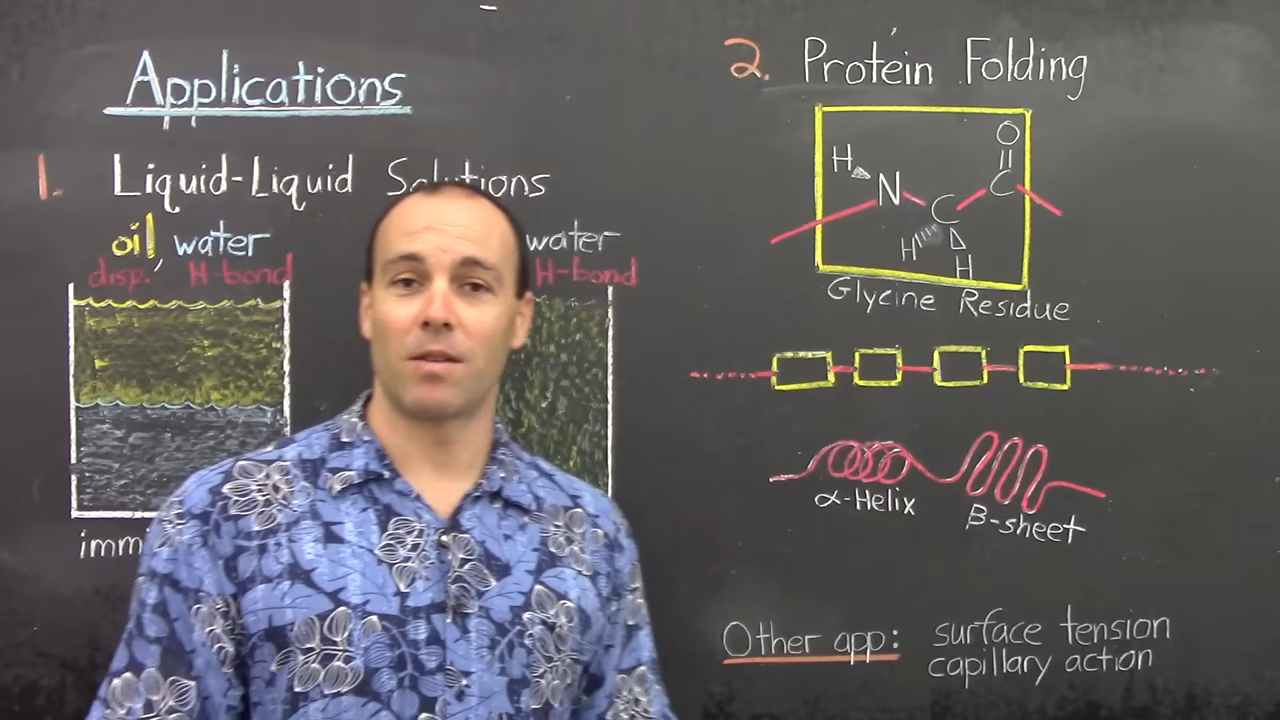 Applications
1. Liquid-Liquid Solutions
oil, water
disp. H-bond
water
H-bond
2. Protein Folding
O
H
N
C
C
H
H
Glycine Residue
α-Helix
β-sheet
Other app: surface tension
capillary action